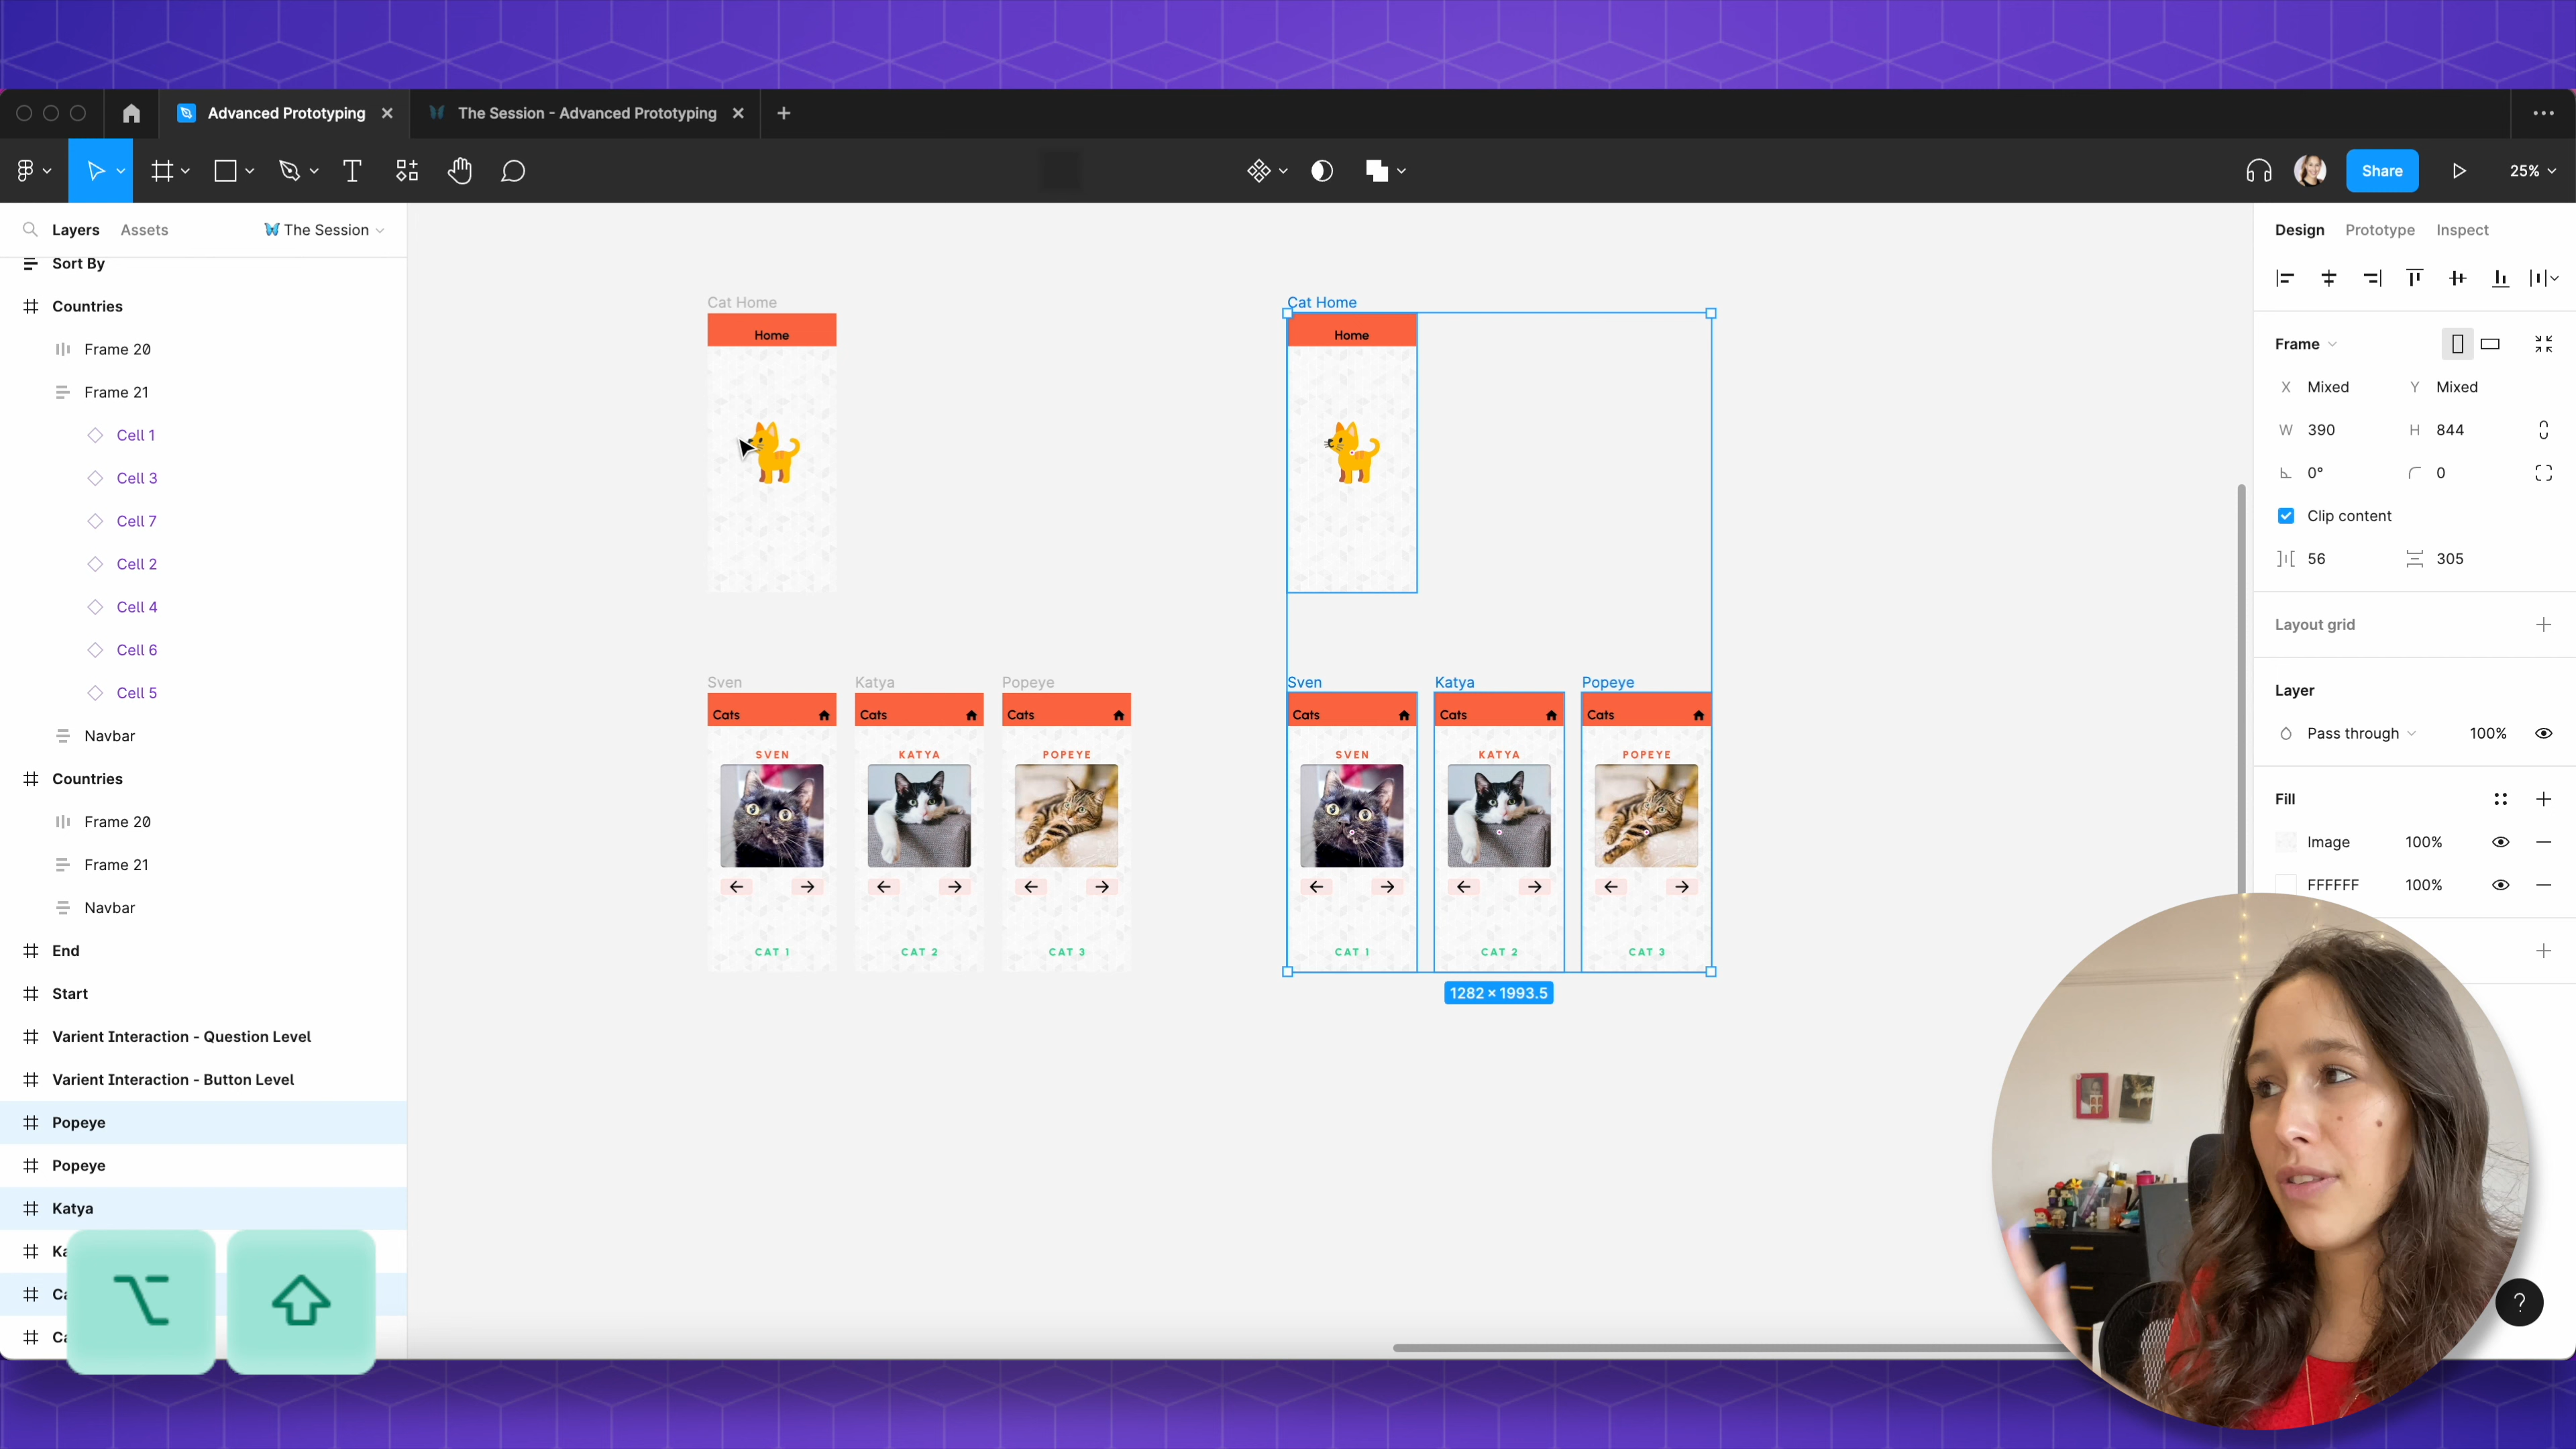 Advanced Prototyping
The Session - Advanced Prototyping
Share
25%
Layers
Assets
The Session
Sort By
Countries
Frame 20
Frame 21
Cell 1
Cell 3
Cell 7
Cell 2
Cell 4
Cell 6
Cell 5
Navbar
Countries
Frame 20
Frame 21
Navbar
End
Start
Varient Interaction - Question Level
Varient Interaction - Button Level
Popeye
Popeye
Katya
Cat Home
Home
Sven
Katya
Popeye
Cats
Cats
Cats
SVEN
KATYA
POPEYE
CAT 1
CAT 2
CAT 3
Cat Home
Home
Sven
Katya
Popeye
Cats
Cats
Cats
SVEN
KATYA
POPEYE
CAT 1
CAT 2
CAT 3
1282 × 1993.5
Design
Prototype
Inspect
Frame
X Mixed
Y Mixed
W 390
H 844
0°
0
Clip content
56
305
Layout grid
Layer
Pass through
100%
Fill
Image
100%
FFFFFF
100%
?